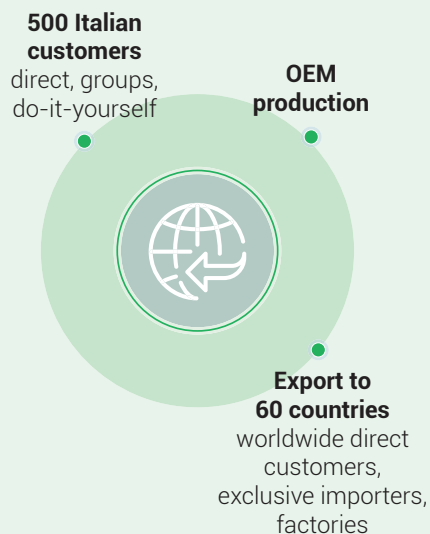 500 Italian
customers
direct, groups,
do-it-yourself
OEM
production
Export to
60 countries
worldwide direct
customers,
exclusive importers,
factories